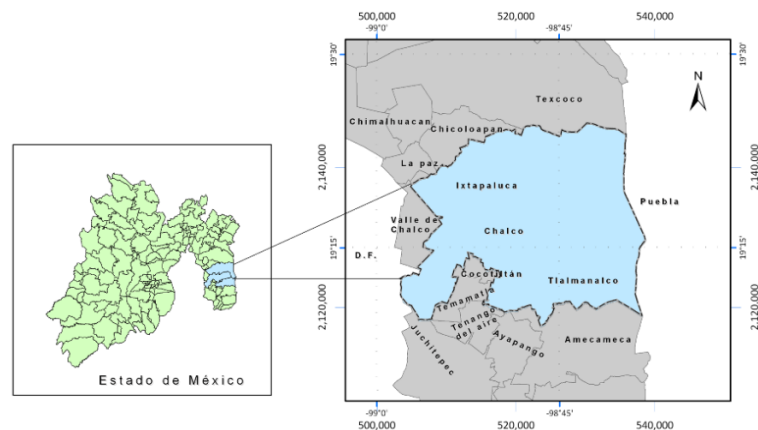 500,000
520,000
540,000
-99°0'
-98°45'
19°30'
19°30'
N
Texcoco
Chimalhuacan
Chicoloapan
La paz
2,140,000
2,140,000
Ixtapaluca
Puebla
Valle de
Chalco
Chalco
D.F.
19°15'
19°15'
Cocotitlán
Tlalmanalco
Temamatla
2,120,000
2,120,000
Tenango
del aire
Ayapango
Amecameca
Juchitepec
Estado de México
-99°0'
-98°45'
500,000
520,000
540,000